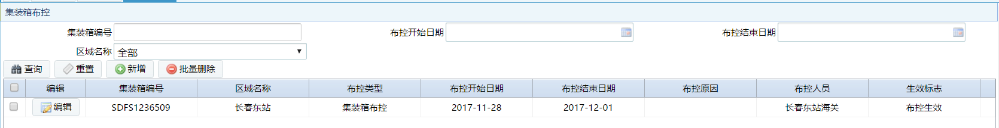 集装箱布控
集装箱编号 布控开始日期 布控结束日期
区域名称 全部
查询 重置 新增 批量删除
编辑 集装箱编号 区域名称 布控类型 布控开始日期 布控结束日期 布控原因 布控人员 生效标志
编辑 SDFS1236509 长春东站 集装箱布控 2017-11-28 2017-12-01 长春东站海关 布控生效